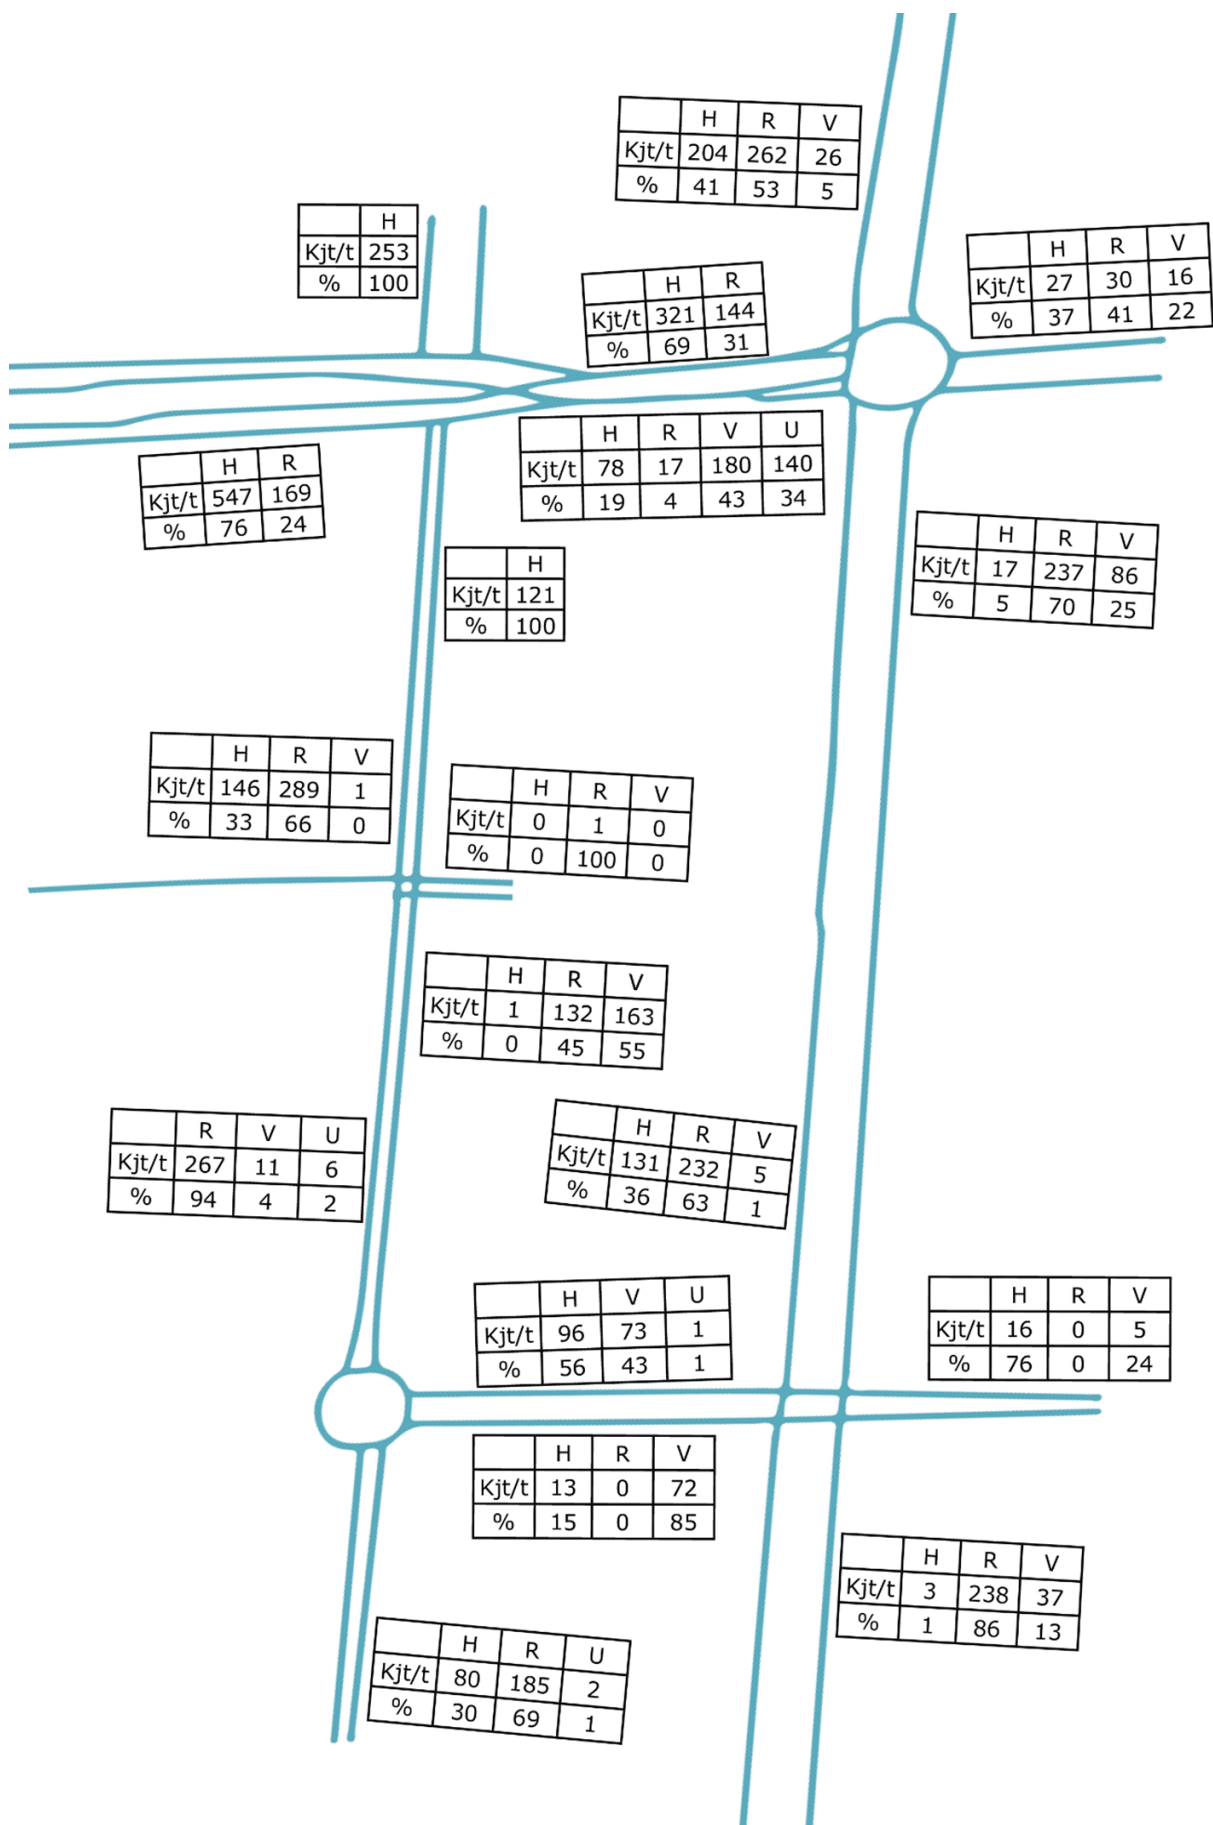 H R V
Kjt/t 204 262 26
% 41 53 5
H
Kjt/t 253
% 100
H R V
Kjt/t 27 30 16
% 37 41 22
H R
Kjt/t 321 144
% 69 31
H R V U
Kjt/t 78 17 180 140
% 19 4 43 34
H R
Kjt/t 547 169
% 76 24
H R V
Kjt/t 17 237 86
% 5 70 25
H
Kjt/t 121
% 100
H R V
Kjt/t 146 289 1
% 33 66 0
H R V
Kjt/t 0 1 0
% 0 100 0
H R V
Kjt/t 1 132 163
% 0 45 55
R V U
Kjt/t 267 11 6
% 94 4 2
H R V
Kjt/t 131 232 5
% 36 63 1
H V U
Kjt/t 96 73 1
% 56 43 1
H R V
Kjt/t 16 0 5
% 76 0 24
H R V
Kjt/t 13 0 72
% 15 0 85
H R V
Kjt/t 3 238 37
% 1 86 13
H R U
Kjt/t 80 185 2
% 30 69 1